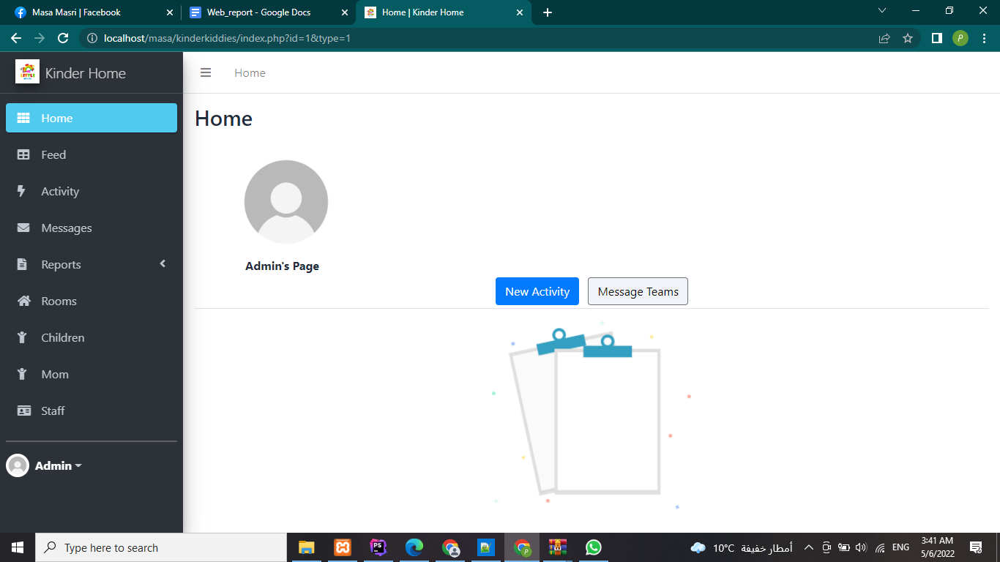 Masa Masri | Facebook
Web_report - Google Docs
Home | Kinder Home
localhost/masa/kinderkiddies/index.php?id=1&type=1
P
LITTLE
Kinder Home
Home
Home
Home
Feed
Activity
Messages
Reports
Rooms
Children
Mom
Staff
Admin
Admin's Page
New Activity
Message Teams
Type here to search
PS
P
10°C أمطار خفيفة
ENG
3:41 AM
5/6/2022